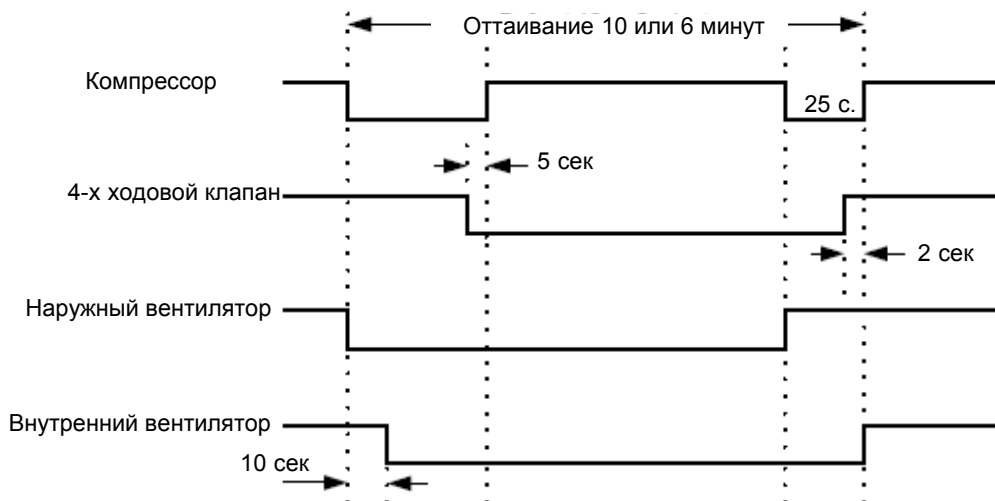 Оттаивание 10 или 6 минут
Компрессор
25 с.
5 сек
4-х ходовой клапан
2 сек
Наружный вентилятор
Внутренний вентилятор
10 сек